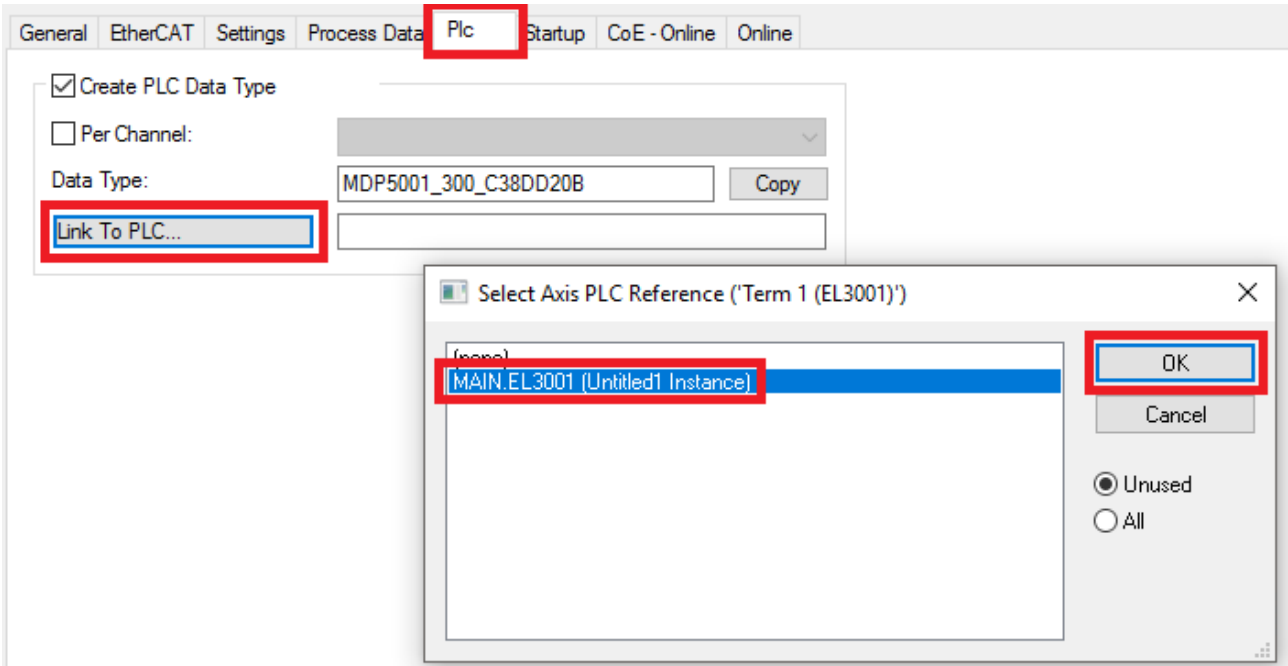 General EtherCAT Settings Process Data Plc Startup CoE - Online Online
Create PLC Data Type
Per Channel:
Data Type: MDP5001_300_C38DD20B Copy
Link To PLC...
Select Axis PLC Reference ('Term 1 (EL3001)')
(none)
MAIN.EL3001 (Untitled1 Instance)
OK
Cancel
Unused
All